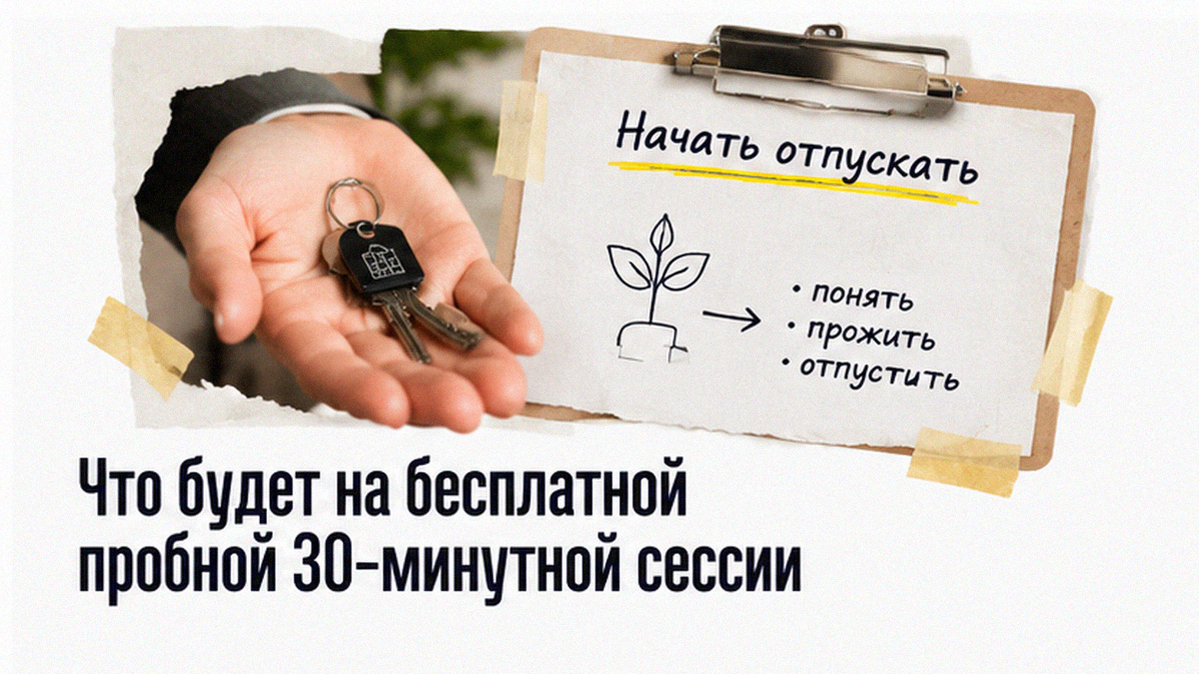 Начать отпускать
• понять
• прожить
• отпустить
Что будет на бесплатной
пробной 30-минутной сессии